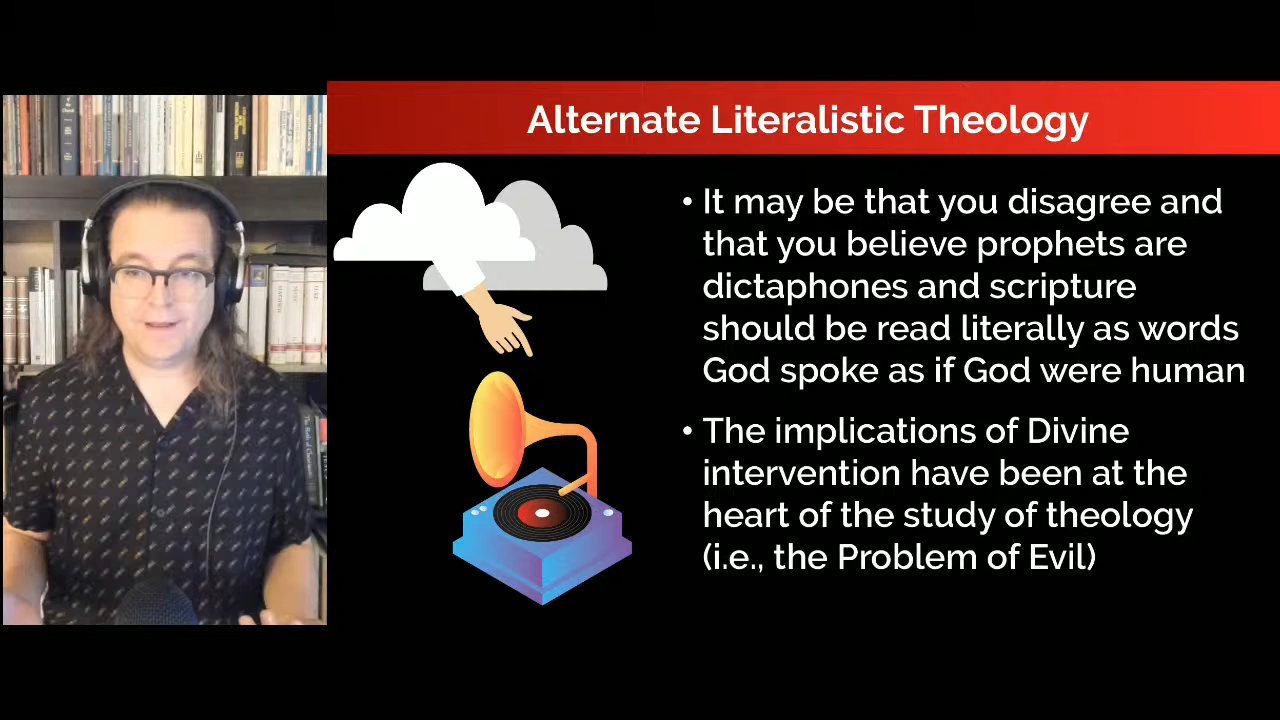 Alternate Literalistic Theology
• It may be that you disagree and
that you believe prophets are
dictaphones and scripture
should be read literally as words
God spoke as if God were human
• The implications of Divine
intervention have been at the
heart of the study of theology
(i.e., the Problem of Evil)